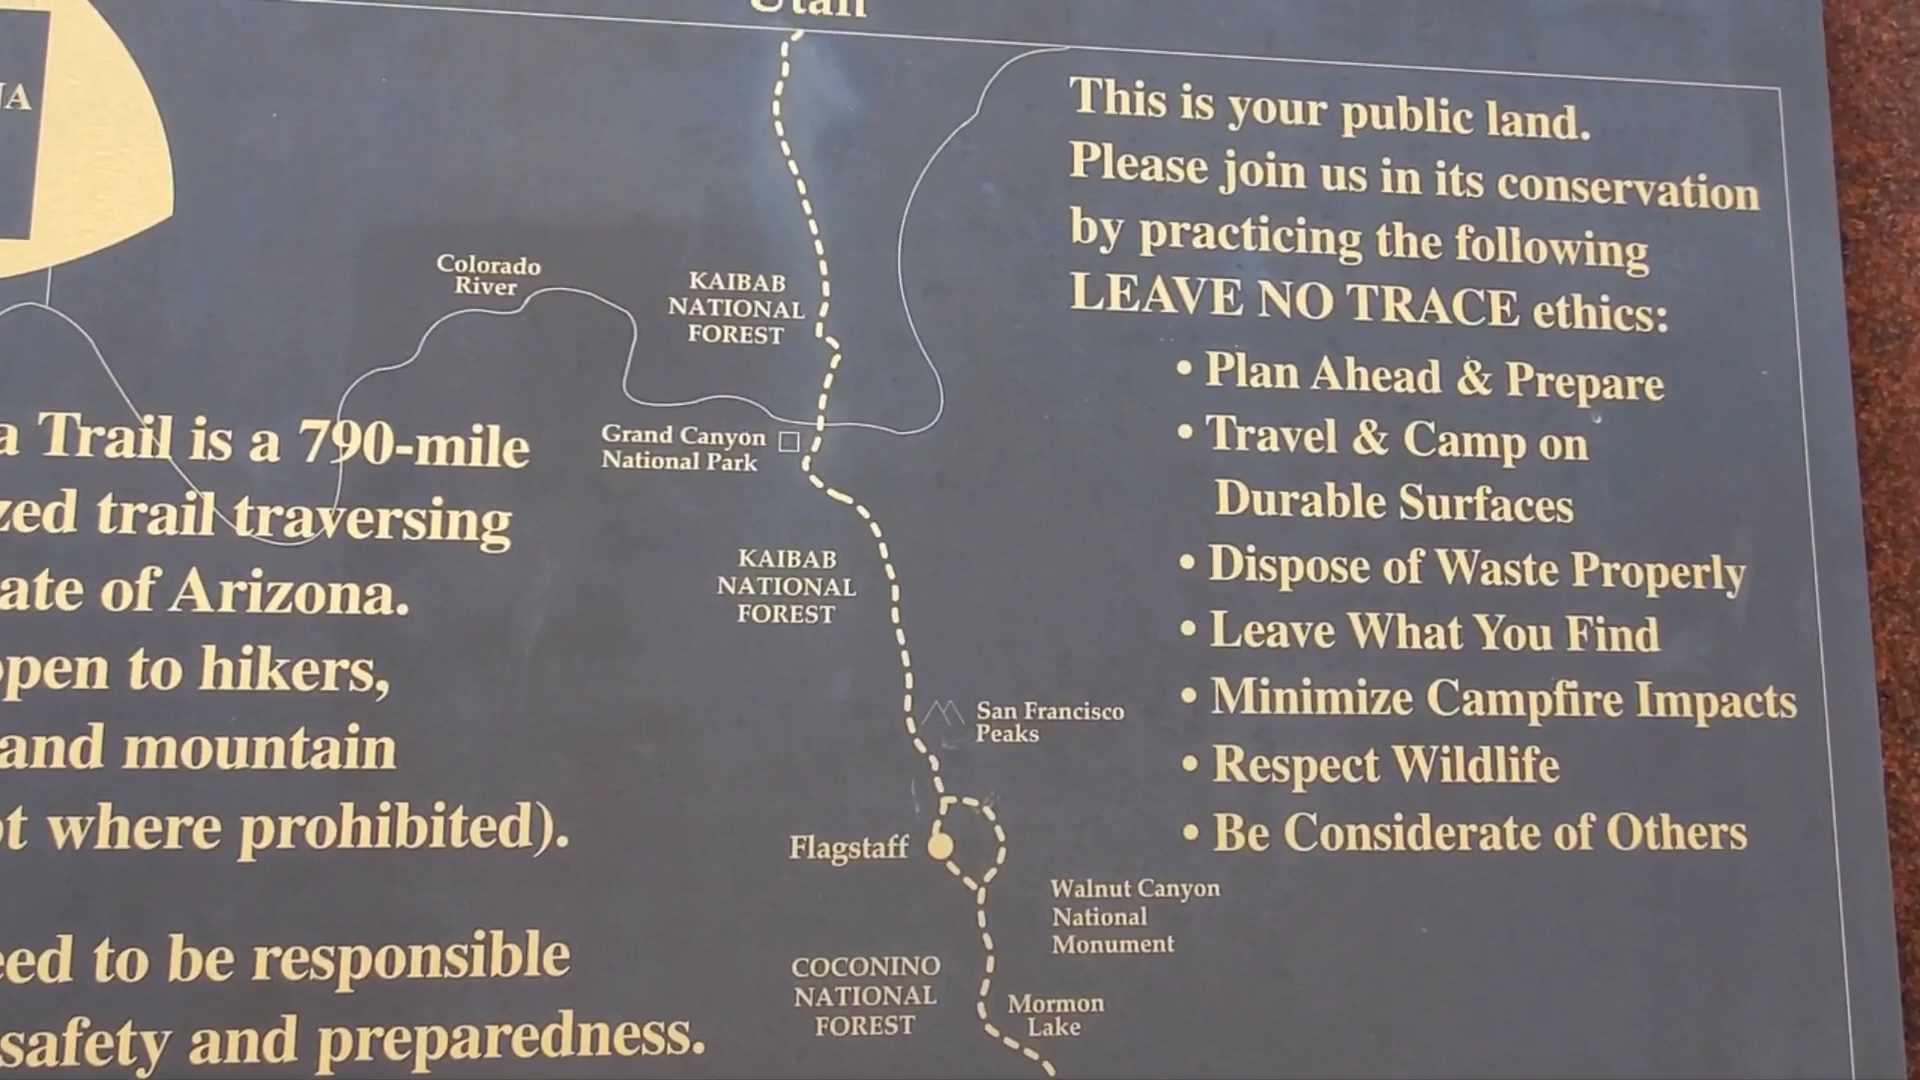 Utah
This is your public land.
Please join us in its conservation
by practicing the following
LEAVE NO TRACE ethics:
• Plan Ahead & Prepare
• Travel & Camp on
Durable Surfaces
• Dispose of Waste Properly
• Leave What You Find
• Minimize Campfire Impacts
• Respect Wildlife
• Be Considerate of Others
Colorado
River
KAIBAB
NATIONAL
FOREST
Grand Canyon
National Park
KAIBAB
NATIONAL
FOREST
San Francisco
Peaks
Flagstaff
Walnut Canyon
National
Monument
COCONINO
NATIONAL
FOREST
Mormon
Lake
a Trail is a 790-mile
zed trail traversing
ate of Arizona.
pen to hikers,
and mountain
t where prohibited).
eed to be responsible
safety and preparedness.